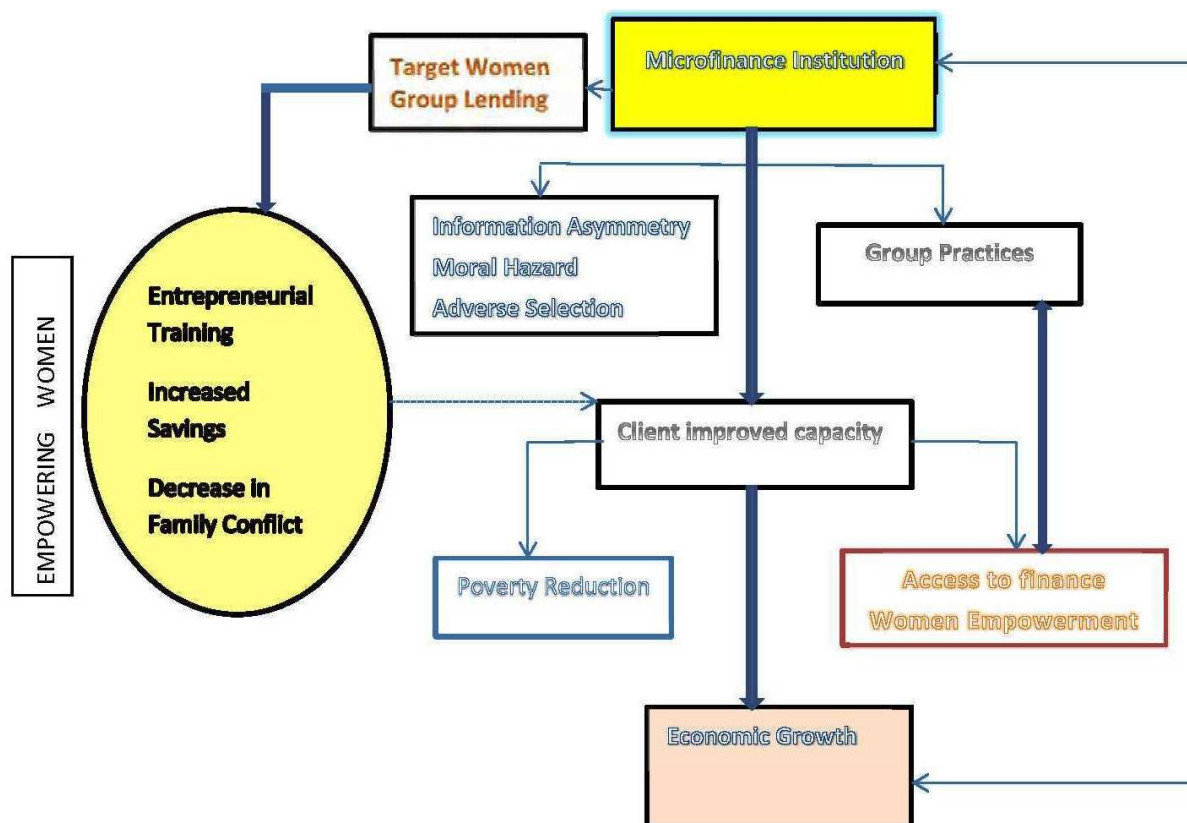 Target Women
Group Lending
Microfinance Institution
Information Asymmetry
Moral Hazard
Adverse Selection
Group Practices
EMPOWERING WOMEN
Entrepreneurial
Training
Increased
Savings
Decrease in
Family Conflict
Client improved capacity
Poverty Reduction
Access to finance
Women Empowerment
Economic Growth